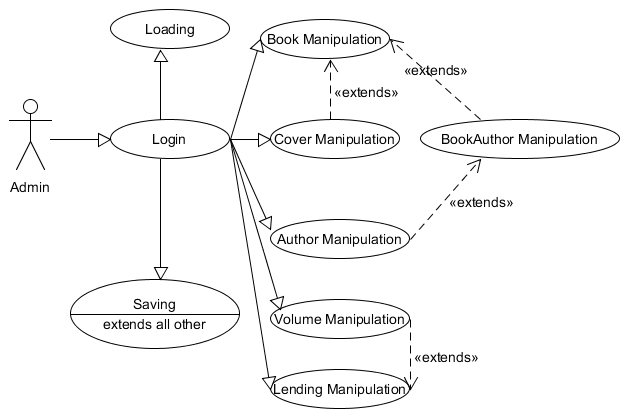 Loading
Book Manipulation
«extends»
«extends»
Login
Cover Manipulation
BookAuthor Manipulation
Admin
«extends»
Author Manipulation
Saving
extends all other
Volume Manipulation
«extends»
Lending Manipulation